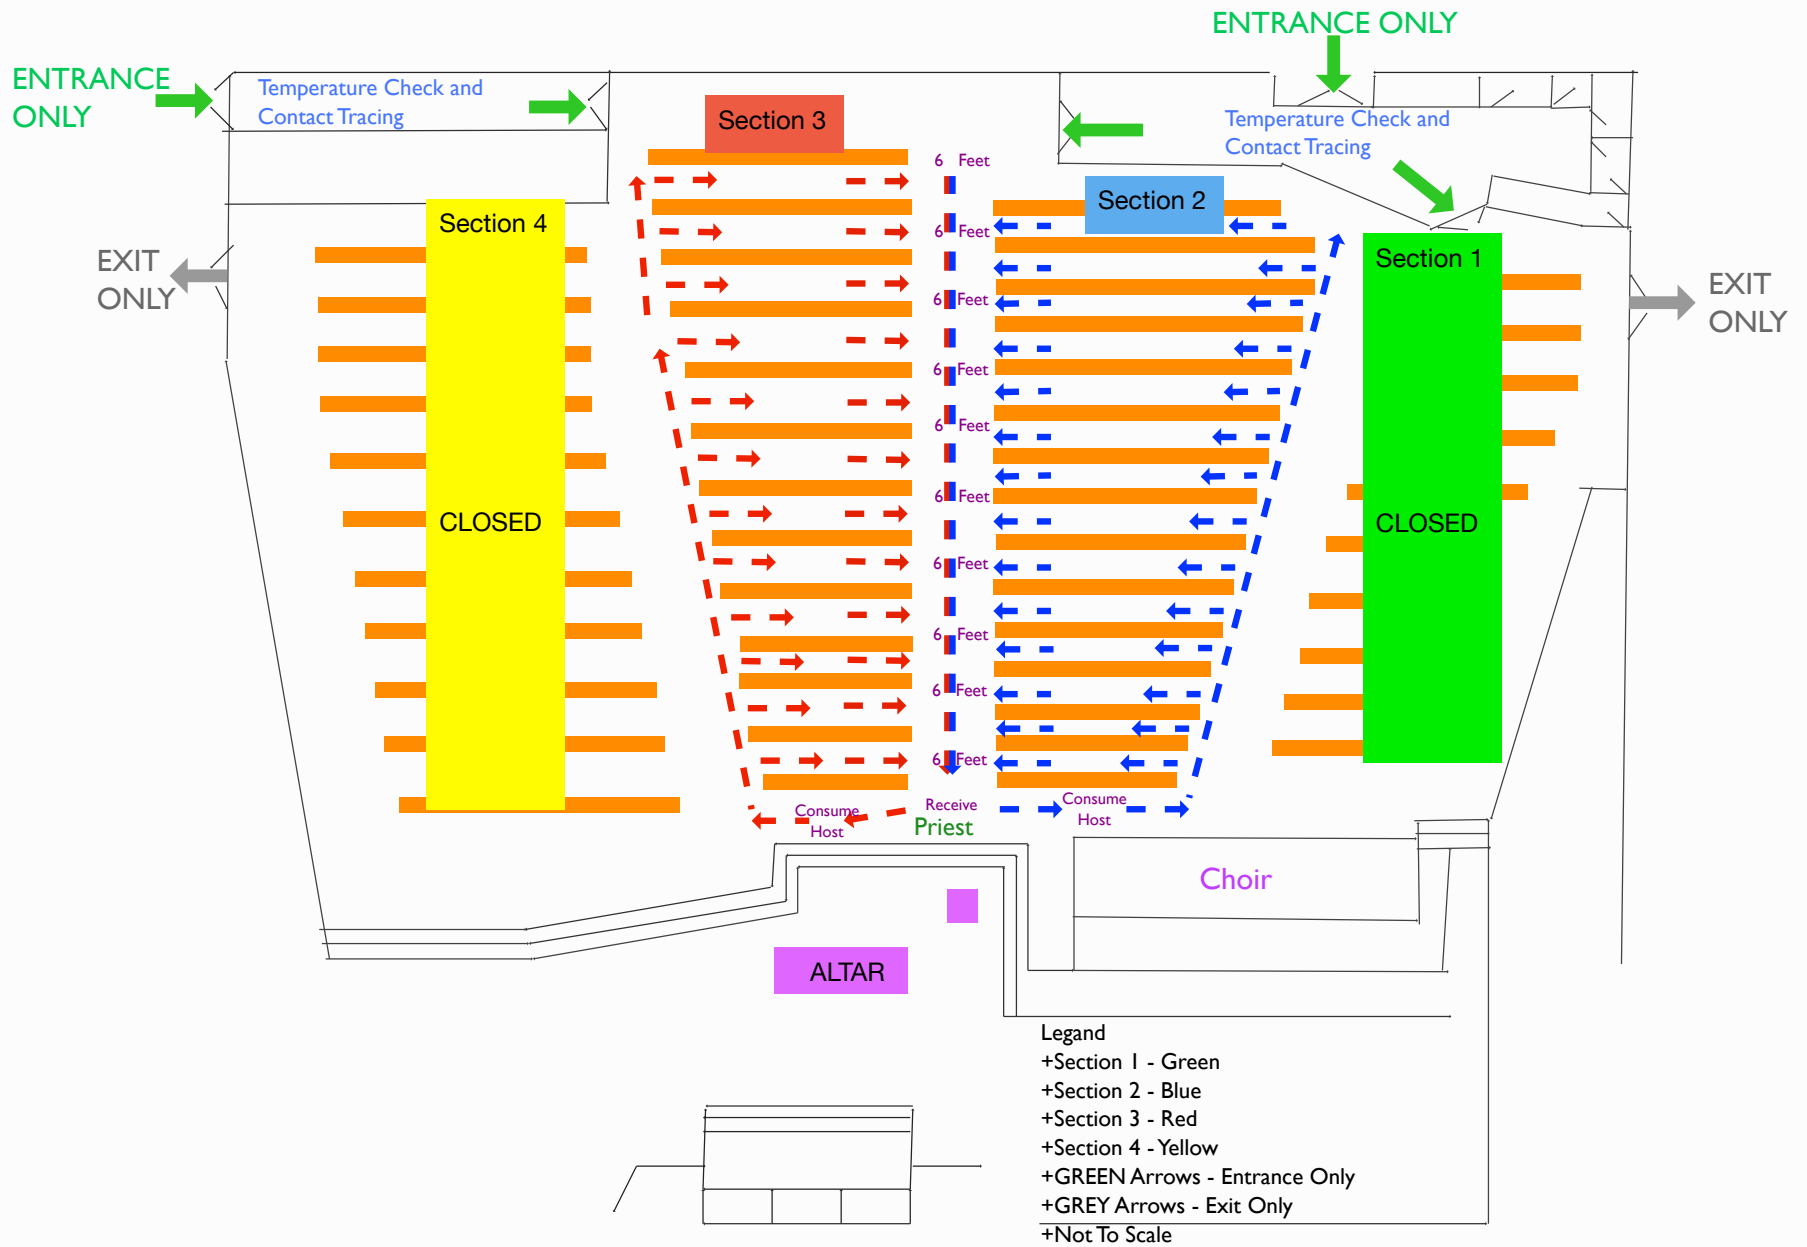 ENTRANCE ONLY
ENTRANCE
ONLY
Temperature Check and
Contact Tracing
Section 3
Temperature Check and
Contact Tracing
6 Feet
Section 2
Section 4
6 Feet
Section 1
EXIT
ONLY
EXIT
ONLY
6 Feet
6 Feet
6 Feet
6 Feet
CLOSED
CLOSED
6 Feet
6 Feet
6 Feet
6 Feet
Consume
Host
Receive
Priest
Consume
Host
Choir
ALTAR
Legand
+Section 1 - Green
+Section 2 - Blue
+Section 3 - Red
+Section 4 - Yellow
+GREEN Arrows - Entrance Only
+GREY Arrows - Exit Only
+Not To Scale